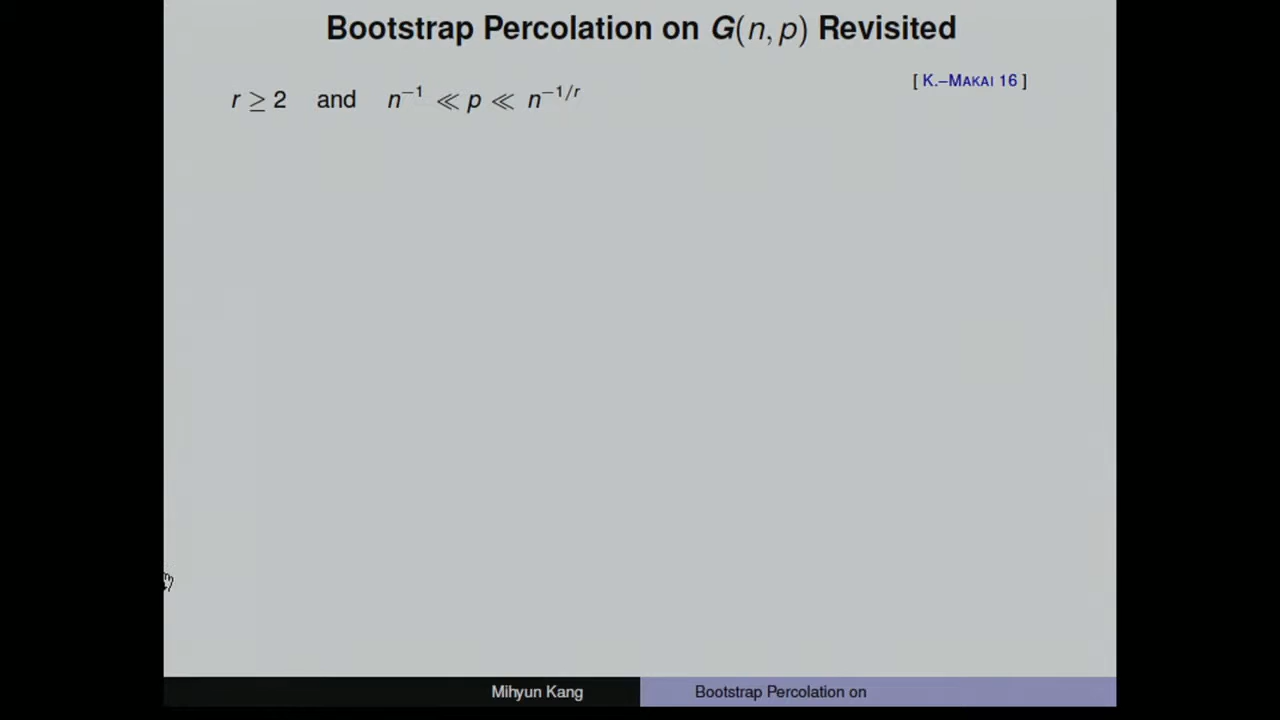 Bootstrap Percolation on G(n, p) Revisited
[ K.–MAKAI 16 ]
r ≥ 2 and n⁻¹ ≪ p ≪ n^{−1/r}
Mihyun Kang
Bootstrap Percolation on